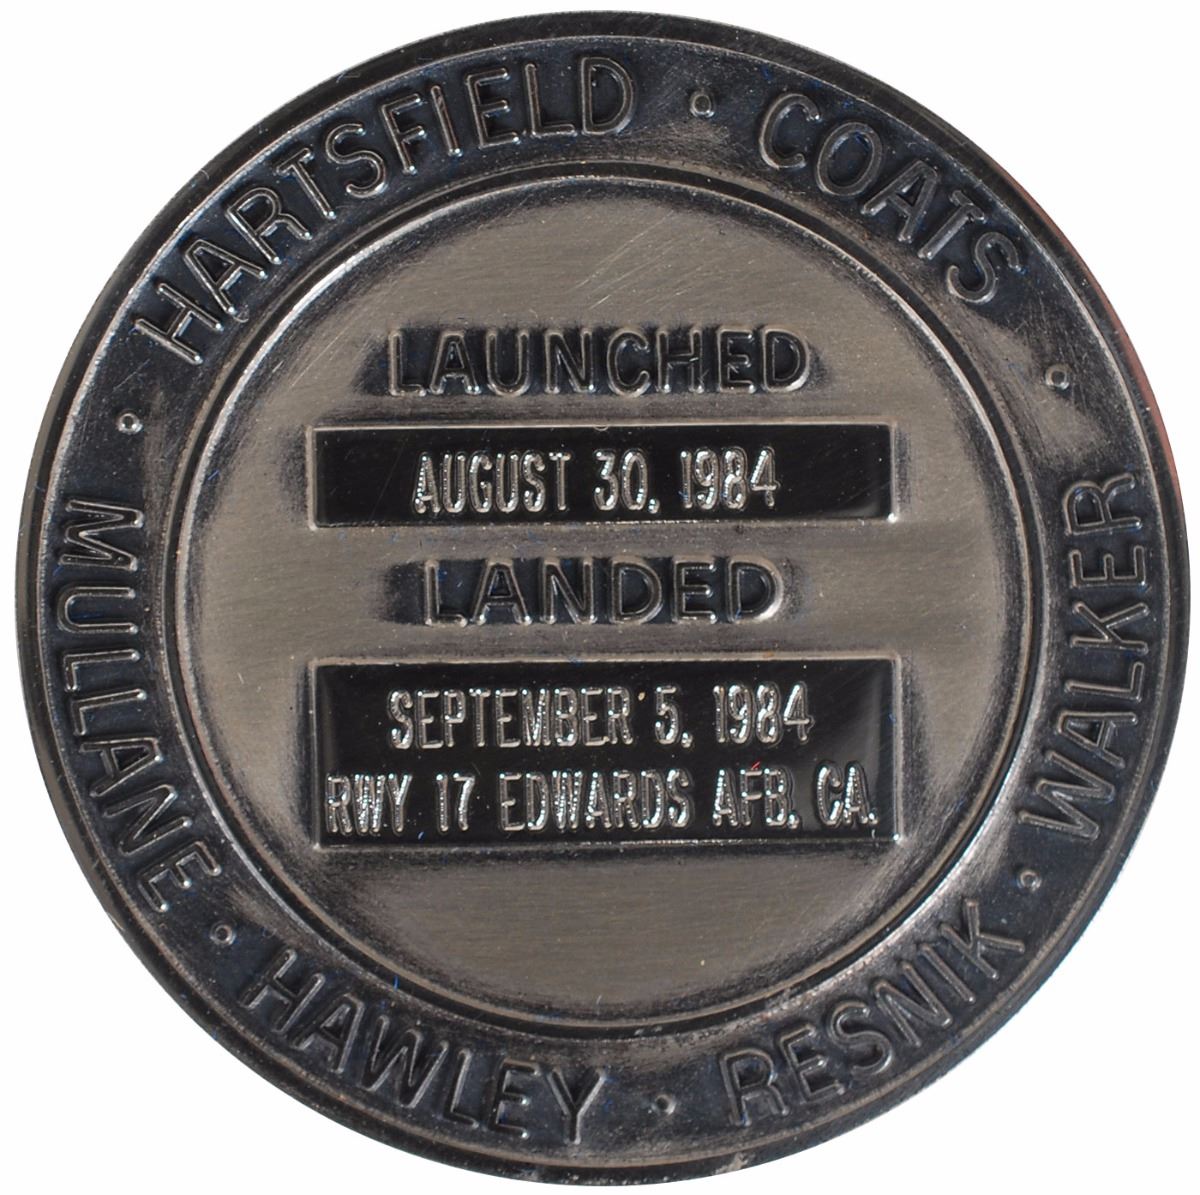 HARTSFIELD · COATS · WALKER · RESNIK · HAWLEY · MULLANE ·
LAUNCHED
AUGUST 30, 1984
LANDED
SEPTEMBER 5, 1984
RWY 17 EDWARDS AFB. CA.